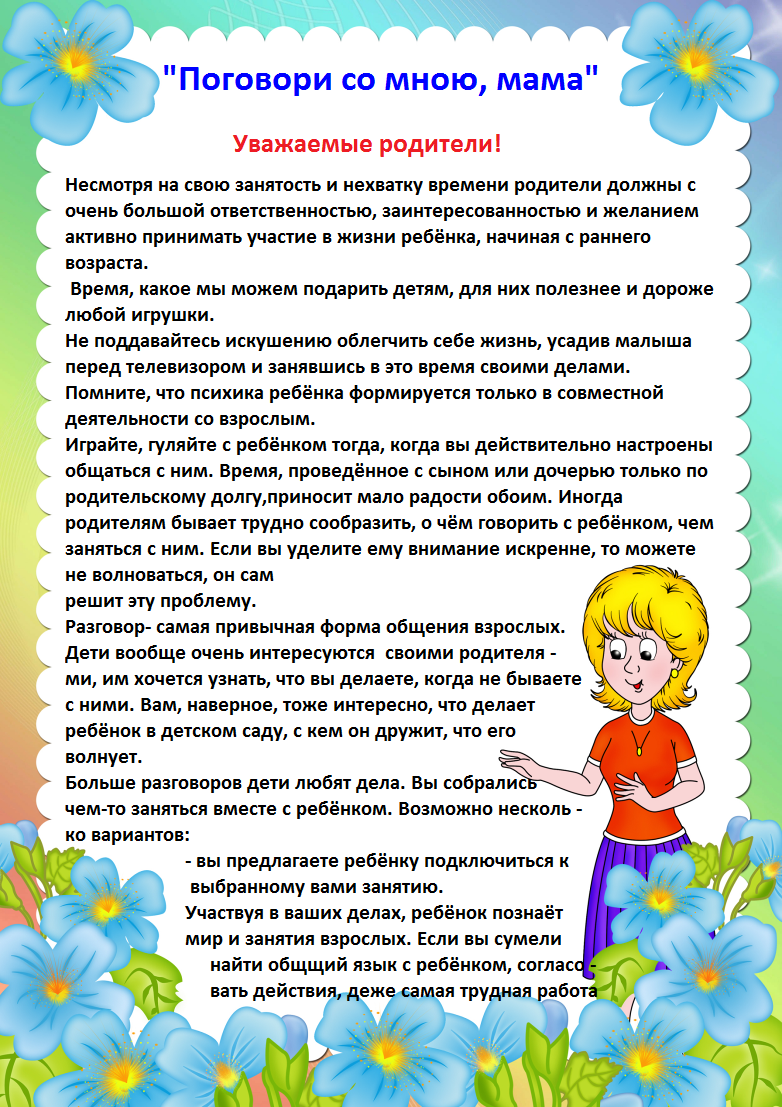 "Поговори со мною, мама"
Уважаемые родители!
Несмотря на свою занятость и нехватку времени родители должны с
очень большой ответственностью, заинтересованностью и желанием
активно принимать участие в жизни ребёнка, начиная с раннего
возраста.
Время, какое мы можем подарить детям, для них полезнее и дороже
любой игрушки.
Не поддавайтесь искушению облегчить себе жизнь, усадив малыша
перед телевизором и занявшись в это время своими делами.
Помните, что психика ребёнка формируется только в совместной
деятельности со взрослым.
Играйте, гуляйте с ребёнком тогда, когда вы действительно настроены
общаться с ним. Время, проведённое с сыном или дочерью только по
родительскому долгу,приносит мало радости обоим. Иногда
родителям бывает трудно сообразить, о чём говорить с ребёнком, чем
заняться с ним. Если вы уделите ему внимание искренне, то можете
не волноваться, он сам
решит эту проблему.
Разговор- самая привычная форма общения взрослых.
Дети вообще очень интересуются  своими родителя -
ми, им хочется узнать, что вы делаете, когда не бываете
с ними. Вам, наверное, тоже интересно, что делает
ребёнок в детском саду, с кем он дружит, что его
волнует.
Больше разговоров дети любят дела. Вы собрались
чем-то заняться вместе с ребёнком. Возможно несколь -
ко вариантов:
- вы предлагаете ребёнку подключиться к
выбранному вами занятию.
Участвуя в ваших делах, ребёнок познаёт
мир и занятия взрослых. Если вы сумели
найти общщий язык с ребёнком, согласо -
вать действия, деже самая трудная работа